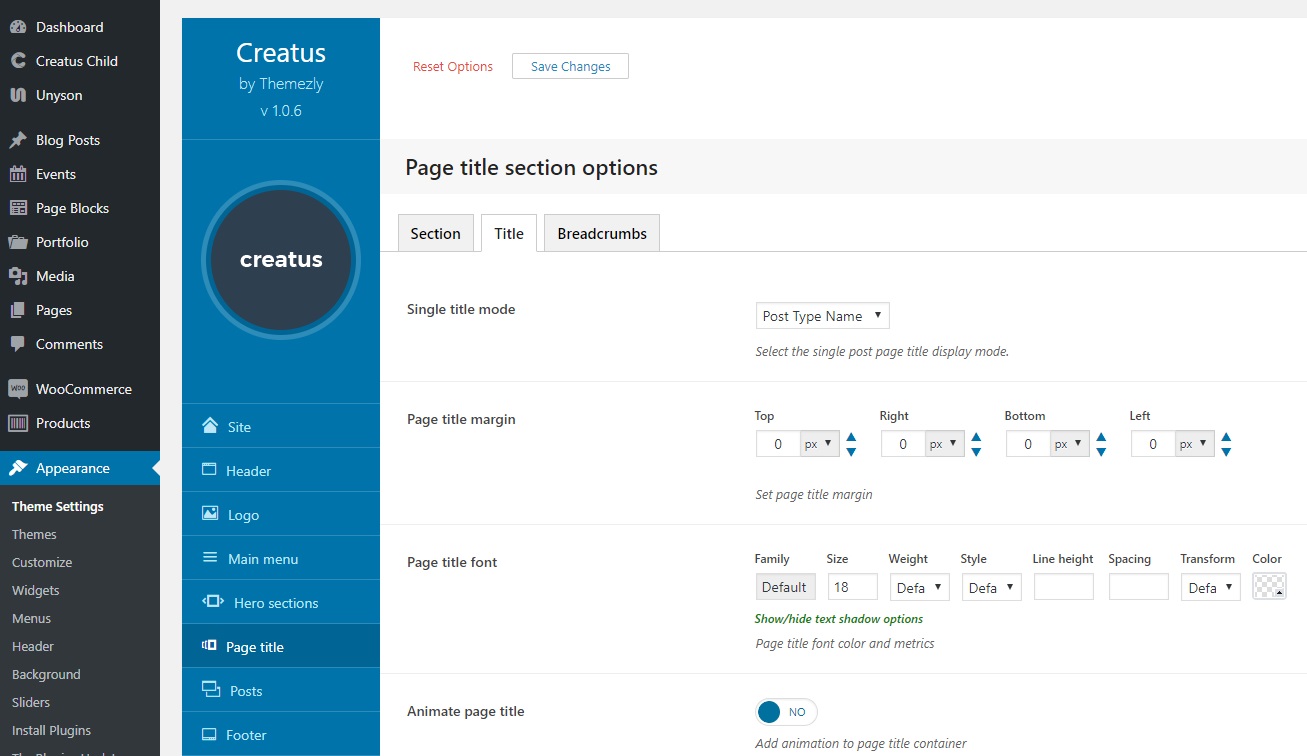 Dashboard
Creatus Child
Unyson
Blog Posts
Events
Page Blocks
Portfolio
Media
Pages
Comments
woo WooCommerce
Products
Appearance
Theme Settings
Themes
Customize
Widgets
Menus
Header
Background
Sliders
Install Plugins
Creatus
by Themezly
v 1.0.6
creatus
Site
Header
Logo
Main menu
Hero sections
Page title
Posts
Footer
Reset Options Save Changes
Page title section options
Section Title Breadcrumbs
Single title mode
Post Type Name
Select the single post page title display mode.
Page title margin
Top Right Bottom Left
0 px 0 px 0 px 0 px
Set page title margin
Page title font
Family Size Weight Style Line height Spacing Transform Color
Default 18 Defa Defa Defa
Show/hide text shadow options
Page title font color and metrics
Animate page title
NO
Add animation to page title container